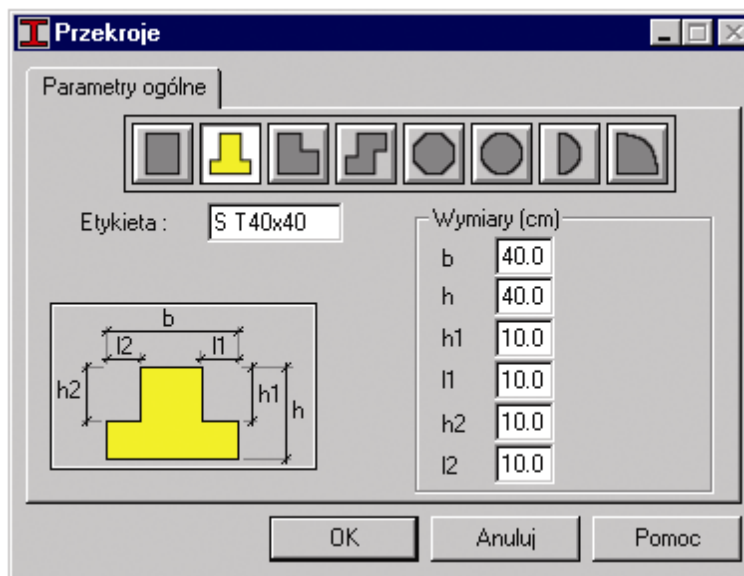 Przekroje
Parametry ogólne
Etykieta :
S T40x40
Wymiary (cm)
b 40.0
h 40.0
h1 10.0
l1 10.0
h2 10.0
l2 10.0
b
l2 l1
h2 h1 h
OK Anuluj Pomoc